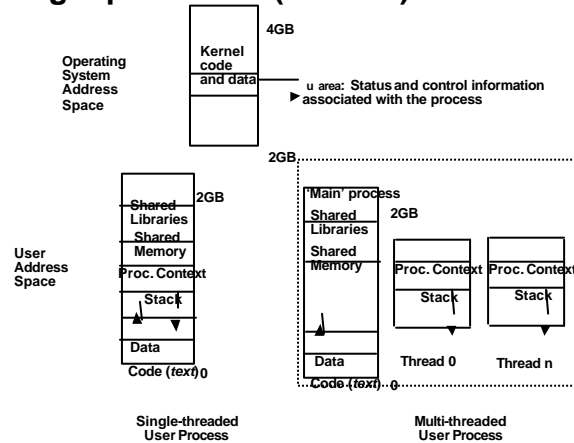 4GB
Operating
System
Address
Space
Kernel
code
and data
u area: Status and control information
associated with the process
2GB
2GB
Shared
Libraries
Shared
Memory
Proc. Context
Stack
Data
Code (text) 0
User
Address
Space
'Main' process
2GB
Shared
Libraries
Shared
Memory
Data
Code (text) 0
Proc. Context
Stack
Thread 0
Proc. Context
Stack
Thread n
Single-threaded
User Process
Multi-threaded
User Process